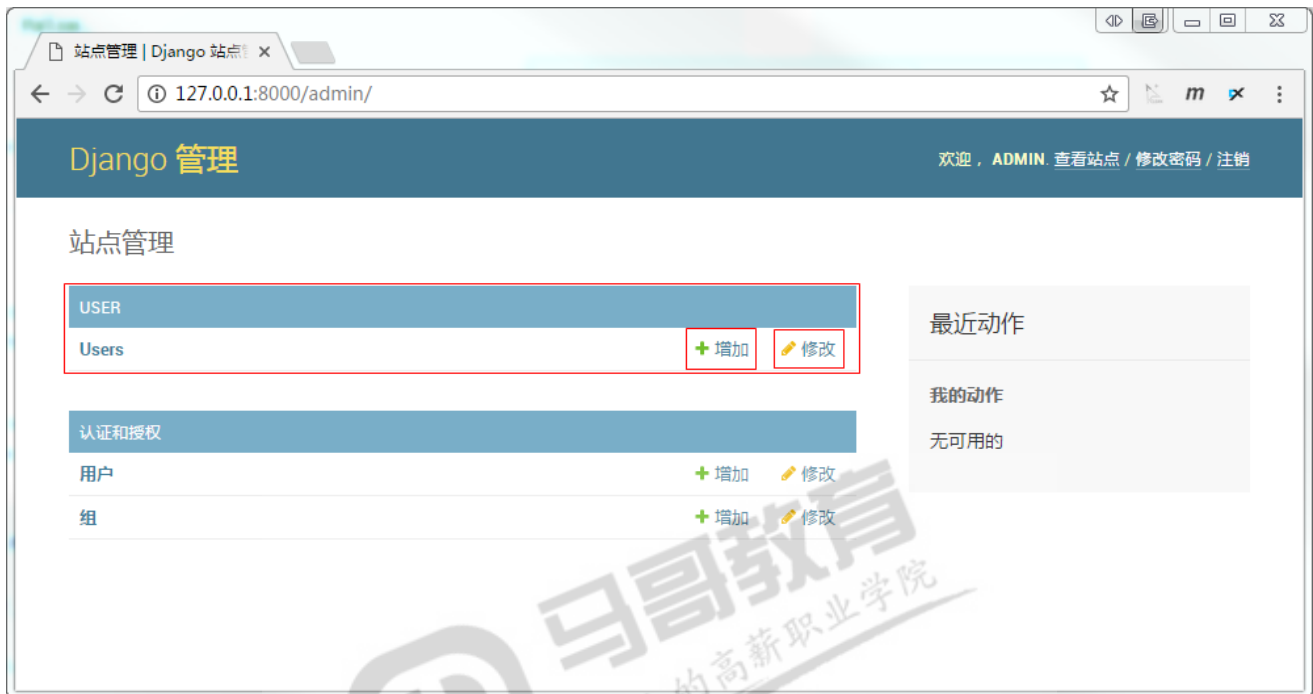 站点管理 | Django 站点
127.0.0.1:8000/admin/
m
Django 管理
欢迎， ADMIN. 查看站点 / 修改密码 / 注销
站点管理
USER
Users 增加 修改
认证和授权
用户 增加 修改
组 增加 修改
最近动作
我的动作
无可用的
马哥教育
的高薪职业学院